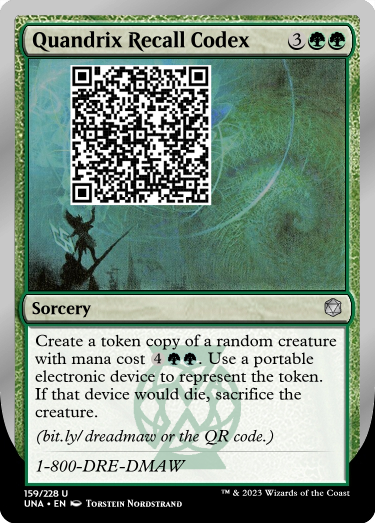 Quandrix Recall Codex 3
Sorcery
Create a token copy of a random creature
with mana cost 4 . Use a portable
electronic device to represent the token.
If that device would die, sacrifice the
creature.
(bit.ly/dreadmaw or the QR code.)
1-800-DRE-DMAW
159/228 U
UNA • EN Torstein Nordstrand
™ & 2023 Wizards of the Coast